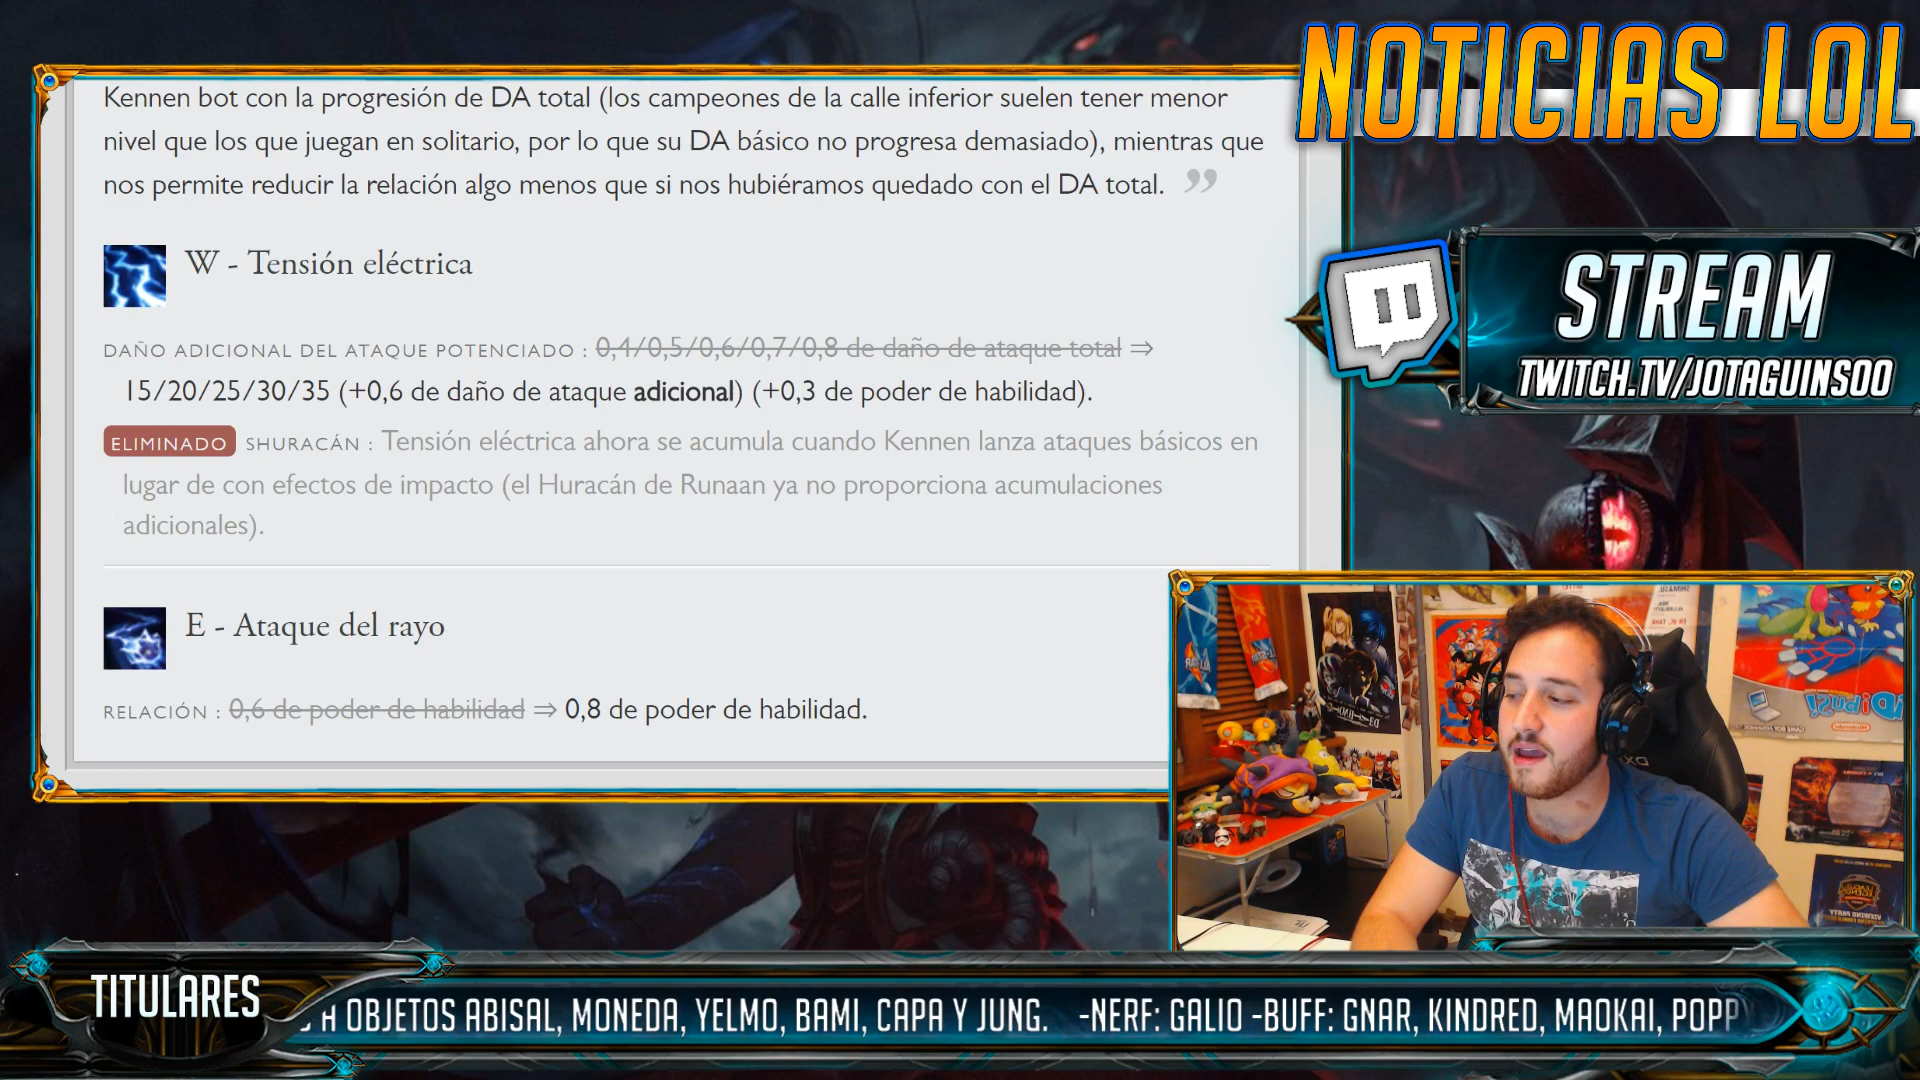 NOTICIAS LOL
Kennen bot con la progresión de DA total (los campeones de la calle inferior suelen tener menor
nivel que los que juegan en solitario, por lo que su DA básico no progresa demasiado), mientras que
nos permite reducir la relación algo menos que si nos hubiéramos quedado con el DA total. ”
W - Tensión eléctrica
DAÑO ADICIONAL DEL ATAQUE POTENCIADO : 0,4/0,5/0,6/0,7/0,8 de daño de ataque total ⇒
15/20/25/30/35 (+0,6 de daño de ataque adicional) (+0,3 de poder de habilidad).
ELIMINADO SHURACÁN : Tensión eléctrica ahora se acumula cuando Kennen lanza ataques básicos en
lugar de con efectos de impacto (el Huracán de Runaan ya no proporciona acumulaciones
adicionales).
E - Ataque del rayo
RELACIÓN : 0,6 de poder de habilidad ⇒ 0,8 de poder de habilidad.
STREAM
TWITCH.TV/JOTAGUINSOO
TITULARES
OBJETOS ABISAL, MONEDA, YELMO, BAMI, CAPA Y JUNG. -NERF: GALIO -BUFF: GNAR, KINDRED, MAOKAI, POPP